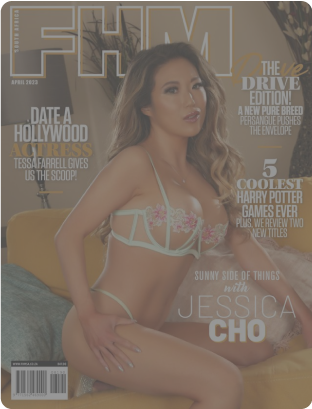 SOUTH AFRICA
FHM
APRIL 2023
THE
DRIVE
EDITION!
A NEW PURE BREED
PERSANGUE PUSHES
THE ENVELOPE
DATE A
HOLLYWOOD
ACTRESS
TESSA FARRELL GIVES
US THE SCOOP!
5
COOLEST
HARRY POTTER
GAMES EVER
PLUS, WE REVIEW TWO
NEW TITLES
SUNNY SIDE OF THINGS
with
JESSICA
CHO